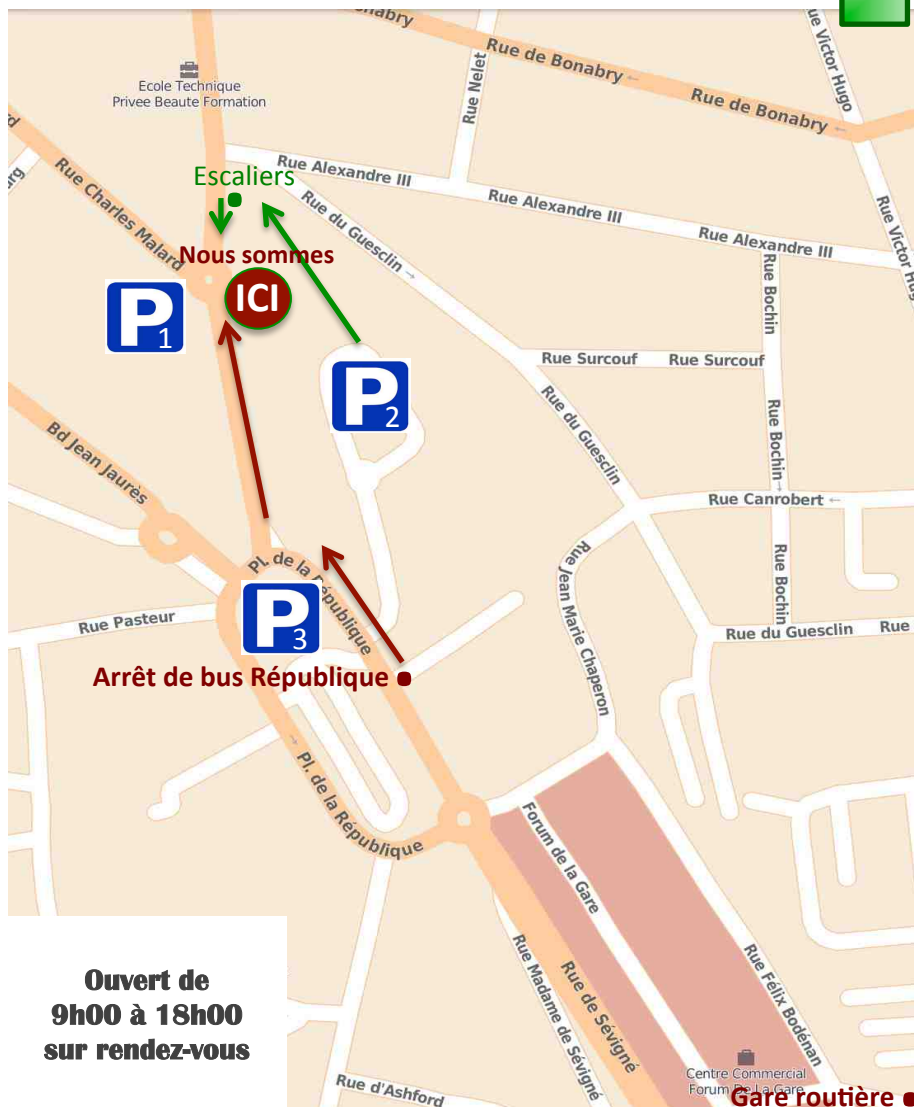 Bonabry
Rue de Bonabry ←
Rue de Bonabry ←
Rue Victor Hugo
Rue Nelet
Ecole Technique
Privee Beaute Formation
Rue Charles Malard
Escaliers
Rue Alexandre III
Rue Alexandre III
Rue Alexandre III
Rue Victor Hug
Rue du Guesclin →
Nous sommes
ICI
P1
P2
Rue Bochin
Rue Surcouf
Rue Surcouf
Rue du Guesclin
Rue Bochin→
Bd Jean Jaurès
Rue Canrobert ←
Pl. de la République
Rue Jean Marie Chaperon
Rue Bochin
P3
Rue Pasteur
Rue du Guesclin
Rue
Arrêt de bus République
→ Pl. de la République
Forum de la Gare
Rue Madame de Sévigné
Rue de Sévigné
Rue Félix Bodénan
Ouvert de
9h00 à 18h00
sur rendez-vous
Rue d'Ashford
Centre Commercial
Forum De La Gare
Gare routière